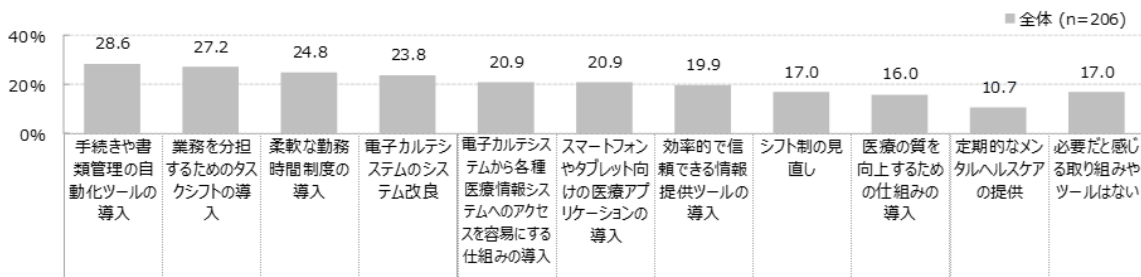 全体 (n=206)
40%
20%
0%
28.6
27.2
24.8
23.8
20.9
20.9
19.9
17.0
16.0
10.7
17.0
手続きや書
類管理の自
動化ツールの
導入
業務を分担
するためのタス
クシフトの導
入
柔軟な勤務
時間制度の
導入
電子カルテシ
ステムのシス
テム改良
電子カルテシス
テムから各種
医療情報シス
テムへのアクセ
スを容易にする
仕組みの導入
スマートフォン
やタブレット向
けの医療アプ
リケーションの
導入
効率的で信
頼できる情報
提供ツールの
導入
シフト制の見
直し
医療の質を
向上するため
の仕組みの
導入
定期的なメン
タルヘルスケア
の提供
必要だと感じ
る取り組みや
ツールはない